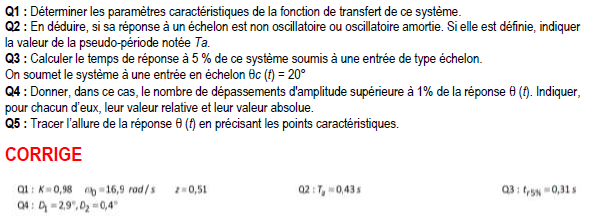 Q1 : Déterminer les paramètres caractéristiques de la fonction de transfert de ce système.
Q2 : En déduire, si sa réponse à un échelon est non oscillatoire ou oscillatoire amortie. Si elle est définie, indiquer
la valeur de la pseudo-période notée Ta.
Q3 : Calculer le temps de réponse à 5 % de ce système soumis à une entrée de type échelon.
On soumet le système à une entrée en échelon θc (t) = 20°
Q4 : Donner, dans ce cas, le nombre de dépassements d'amplitude supérieure à 1% de la réponse θ (t). Indiquer,
pour chacun d'eux, leur valeur relative et leur valeur absolue.
Q5 : Tracer l'allure de la réponse θ (t) en précisant les points caractéristiques.
CORRIGE
Q1 : K = 0,98 ω₀ = 16,9 rad / s z = 0,51 Q2 : Tₐ = 0,43 s Q3 : tᵣ₅% = 0,31 s
Q4 : D₁ = 2,9°, D₂ = 0,4°